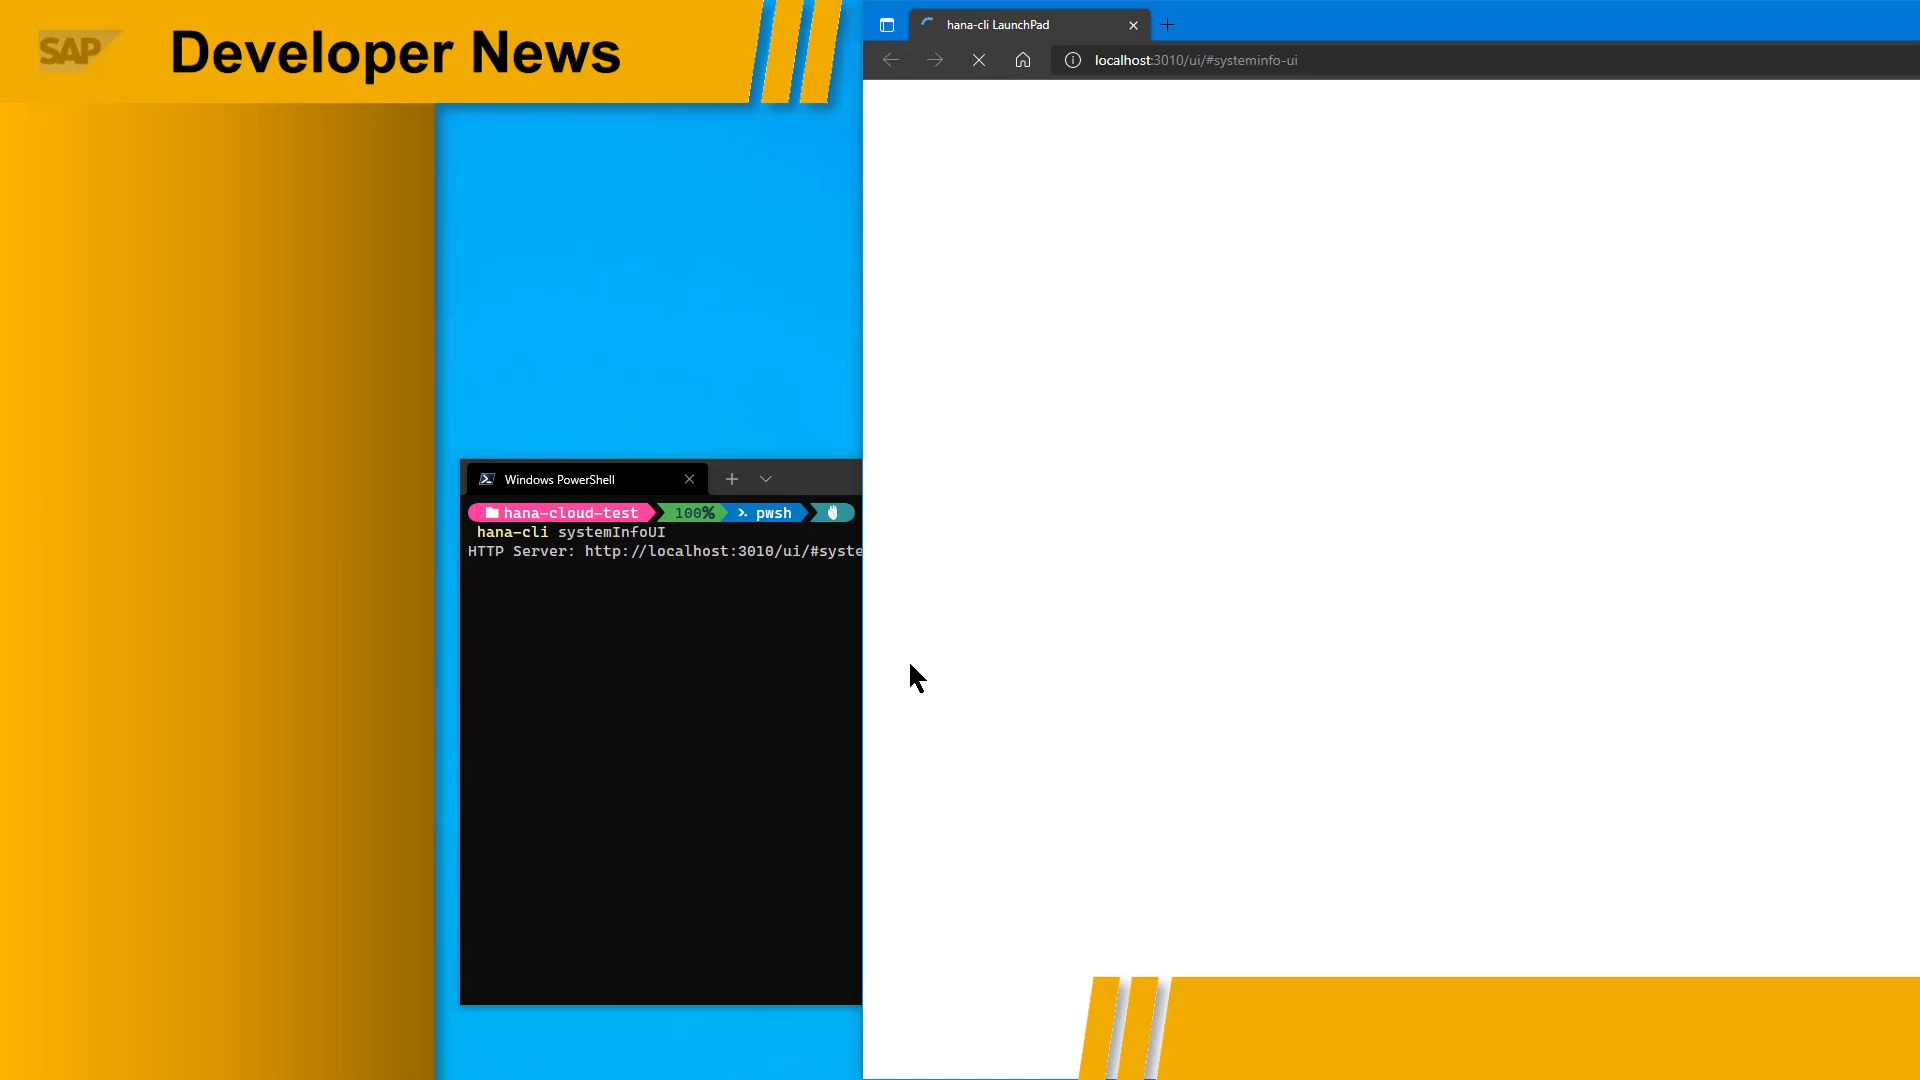 SAP
Developer News
hana-cli LaunchPad
localhost:3010/ui/#systeminfo-ui
Windows PowerShell
hana-cloud-test 100% pwsh
hana-cli systemInfoUI
HTTP Server: http://localhost:3010/ui/#syste